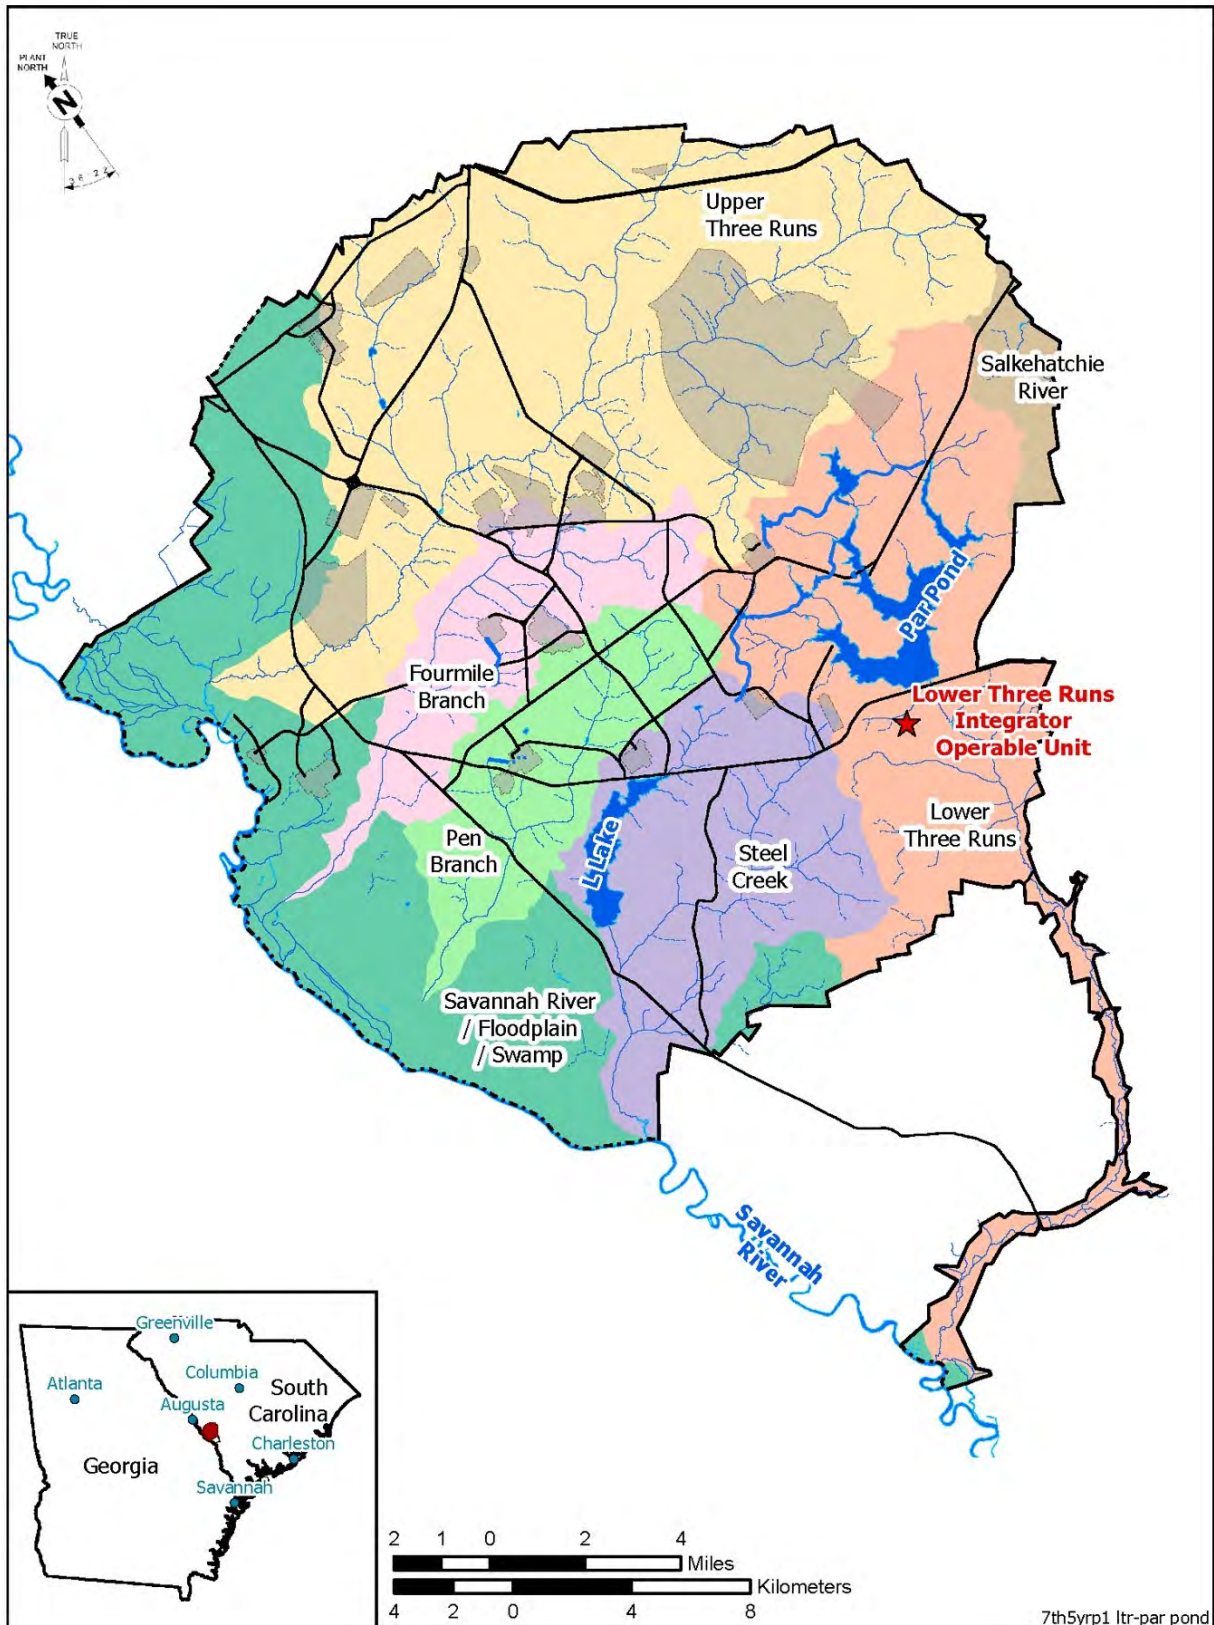 TRUE
NORTH
PLANT
NORTH
N
36.22
Upper
Three Runs
Salkehatchie
River
Par Pond
Fourmile
Branch
Lower Three Runs
Integrator
Operable Unit
Lower
Three Runs
Pen
Branch
L Lake
Steel
Creek
Savannah River
/ Floodplain
/ Swamp
Savannah
River
Greenville
Atlanta
Columbia
South
Carolina
Augusta
Charleston
Georgia
Savannah
2 1 0 2 4
Miles
Kilometers
4 2 0 4 8
7th5yrp1 ltr-par pond